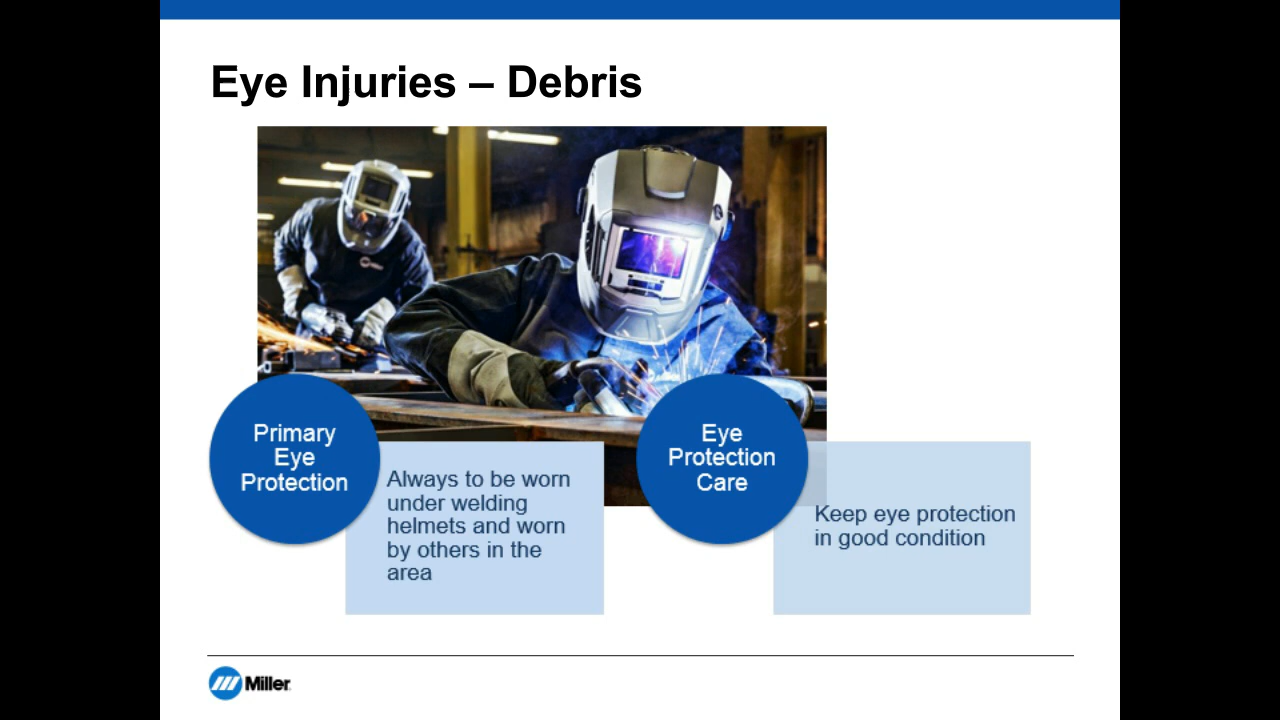 Eye Injuries – Debris
Primary
Eye
Protection
Always to be worn
under welding
helmets and worn
by others in the
area
Eye
Protection
Care
Keep eye protection
in good condition
Miller